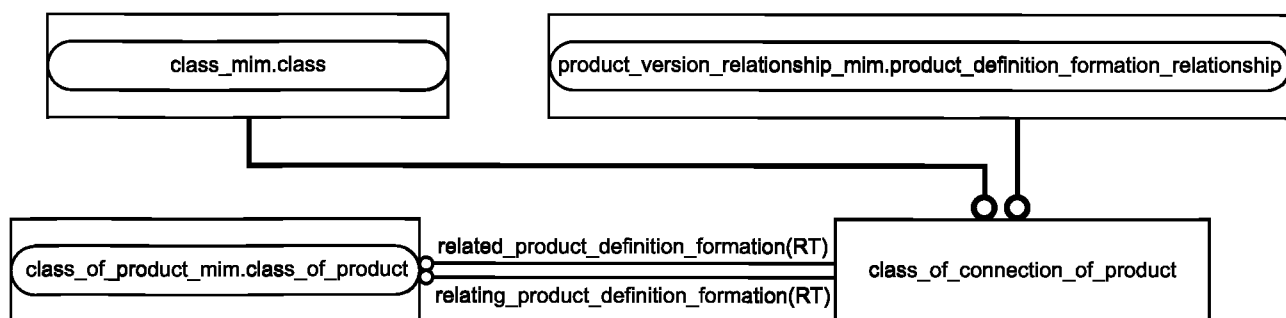 class_mim.class
product_version_relationship_mim.product_definition_formation_relationship
related_product_definition_formation(RT)
class_of_product_mim.class_of_product
class_of_connection_of_product
relating_product_definition_formation(RT)